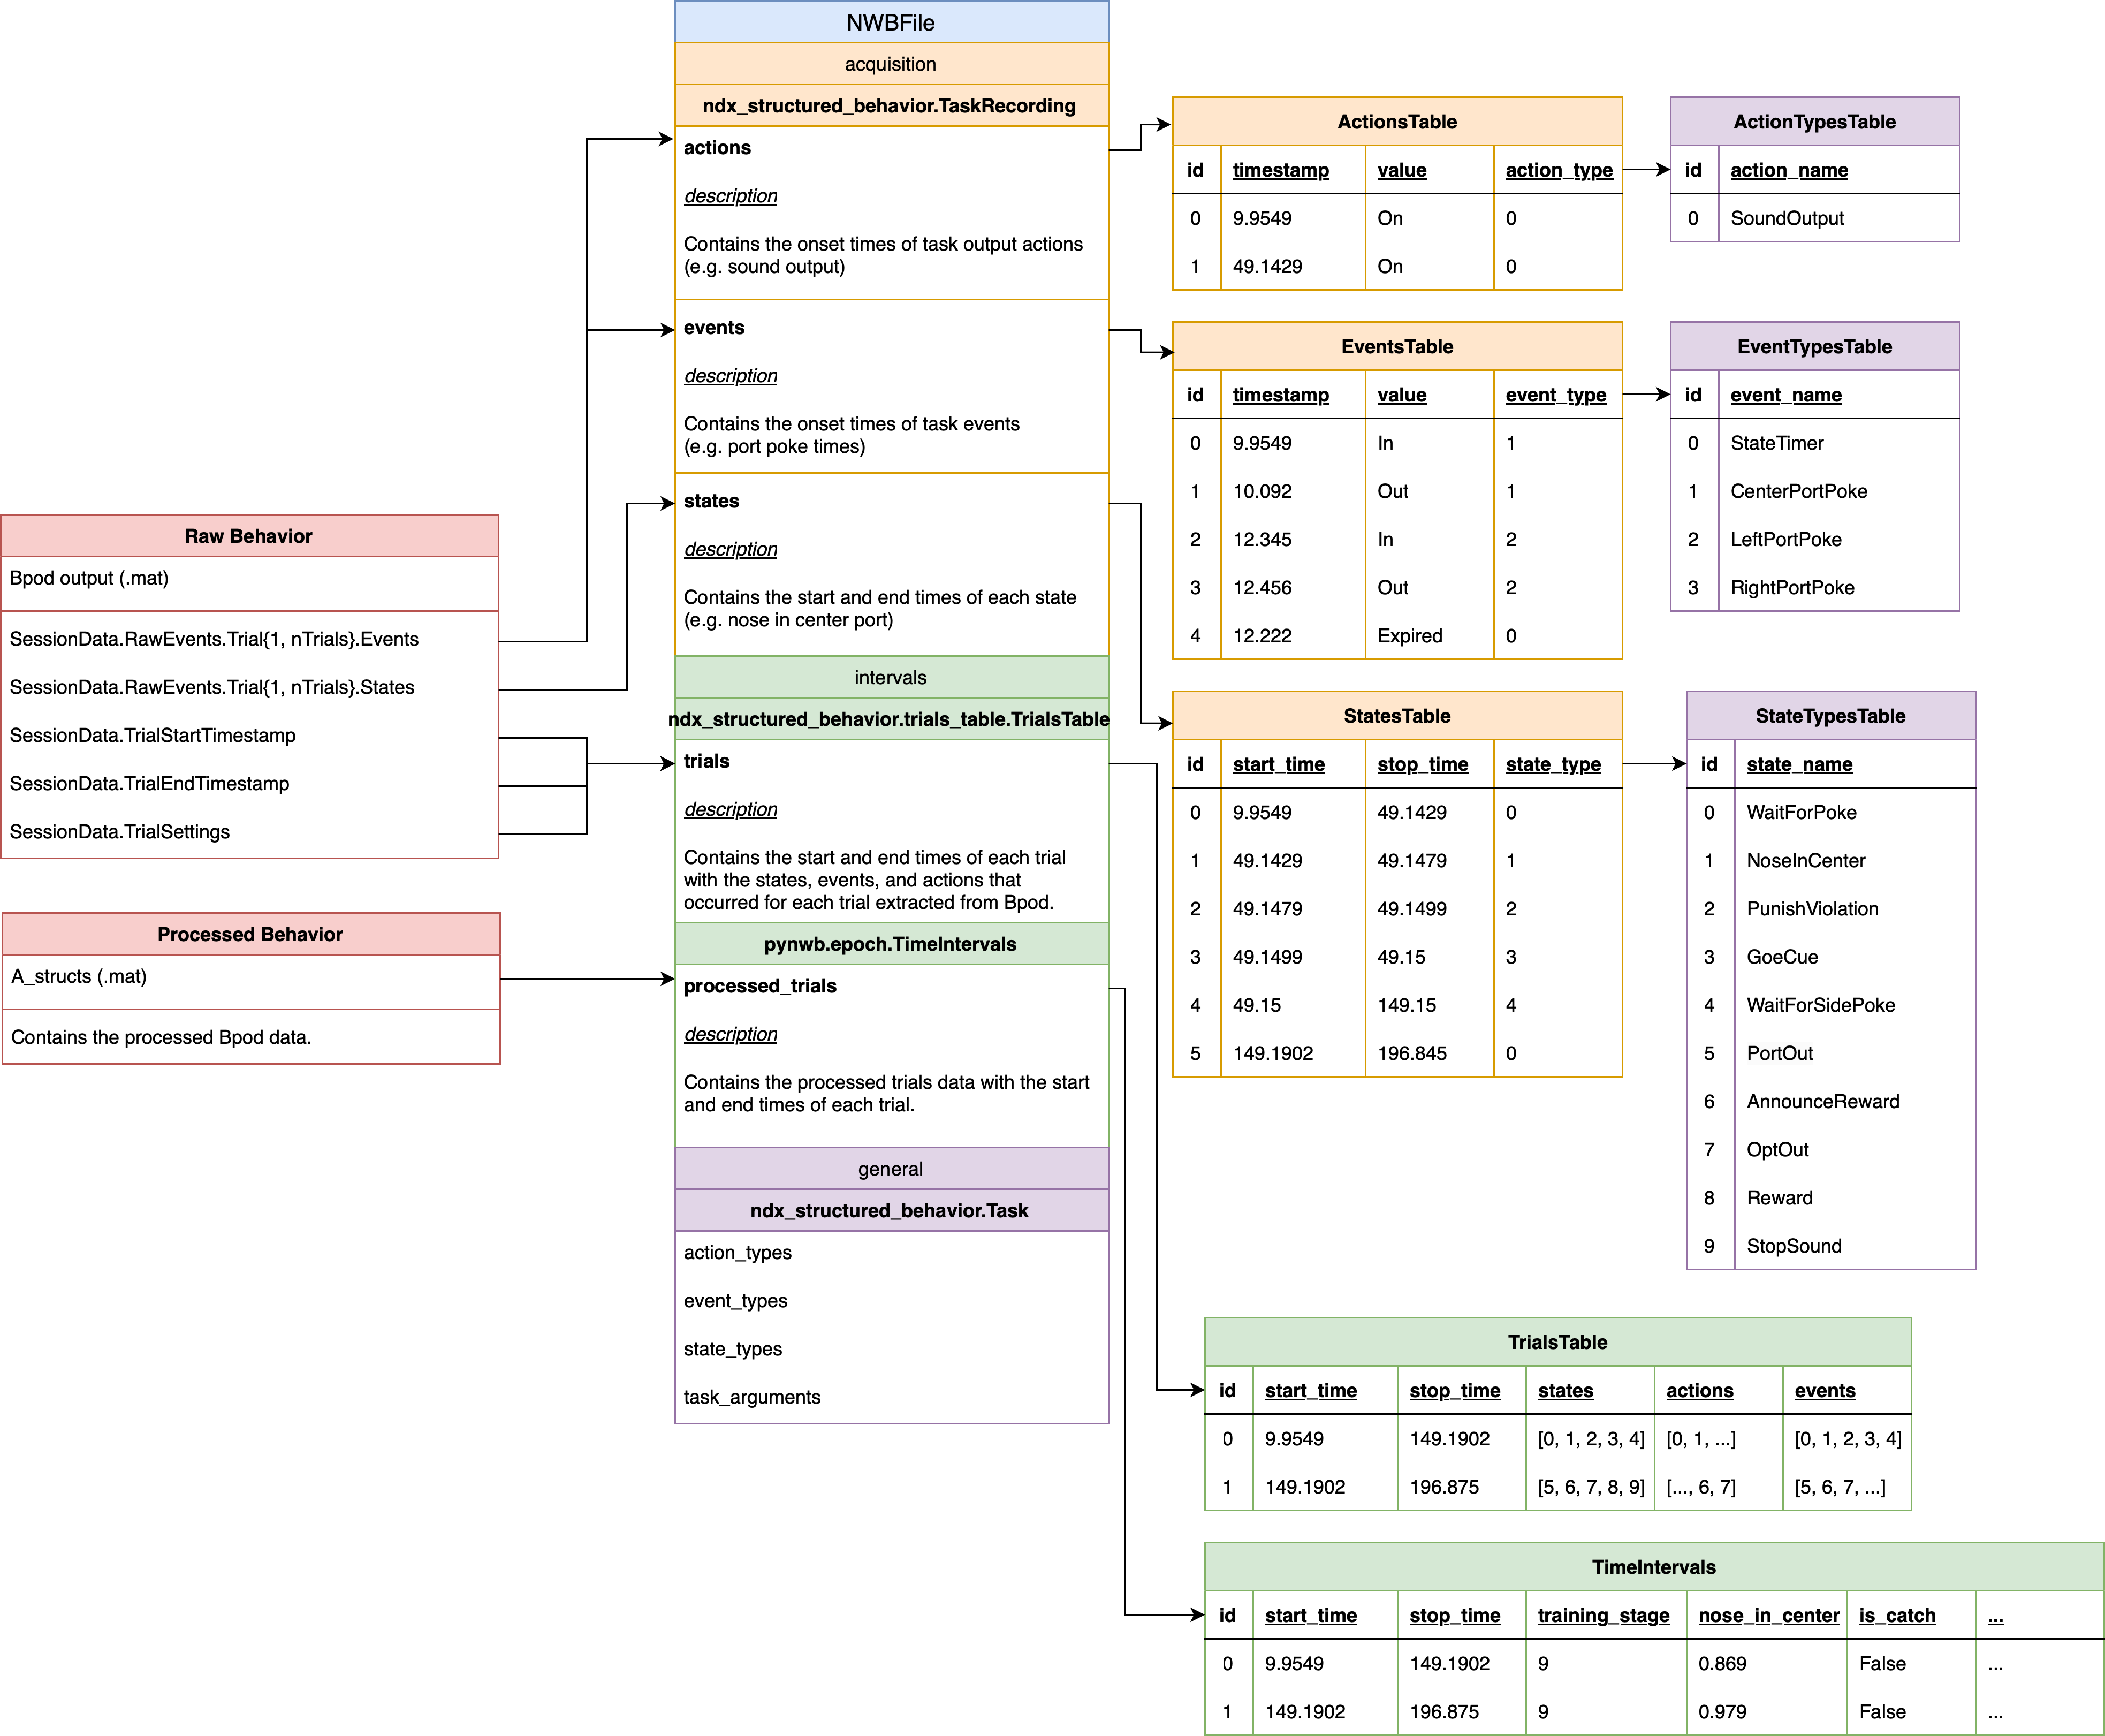 NWBFile
acquisition
ndx_structured_behavior.TaskRecording
actions
description
Contains the onset times of task output actions
(e.g. sound output)
events
description
Contains the onset times of task events
(e.g. port poke times)
states
description
Contains the start and end times of each state
(e.g. nose in center port)
intervals
ndx_structured_behavior.trials_table.TrialsTable
trials
description
Contains the start and end times of each trial
with the states, events, and actions that
occurred for each trial extracted from Bpod.
pynwb.epoch.TimeIntervals
processed_trials
description
Contains the processed trials data with the start
and end times of each trial.
general
ndx_structured_behavior.Task
action_types
event_types
state_types
task_arguments
Raw Behavior
Bpod output (.mat)
SessionData.RawEvents.Trial{1, nTrials}.Events
SessionData.RawEvents.Trial{1, nTrials}.States
SessionData.TrialStartTimestamp
SessionData.TrialEndTimestamp
SessionData.TrialSettings
Processed Behavior
A_structs (.mat)
Contains the processed Bpod data.
ActionsTable
id timestamp value action_type
0 9.9549 On 0
1 49.1429 On 0
ActionTypesTable
id action_name
0 SoundOutput
EventsTable
id timestamp value event_type
0 9.9549 In 1
1 10.092 Out 1
2 12.345 In 2
3 12.456 Out 2
4 12.222 Expired 0
EventTypesTable
id event_name
0 StateTimer
1 CenterPortPoke
2 LeftPortPoke
3 RightPortPoke
StatesTable
id start_time stop_time state_type
0 9.9549 49.1429 0
1 49.1429 49.1479 1
2 49.1479 49.1499 2
3 49.1499 49.15 3
4 49.15 149.15 4
5 149.1902 196.845 0
StateTypesTable
id state_name
0 WaitForPoke
1 NoseInCenter
2 PunishViolation
3 GoeCue
4 WaitForSidePoke
5 PortOut
6 AnnounceReward
7 OptOut
8 Reward
9 StopSound
TrialsTable
id start_time stop_time states actions events
0 9.9549 149.1902 [0, 1, 2, 3, 4] [0, 1, ...] [0, 1, 2, 3, 4]
1 149.1902 196.875 [5, 6, 7, 8, 9] [..., 6, 7] [5, 6, 7, ...]
TimeIntervals
id start_time stop_time training_stage nose_in_center is_catch ...
0 9.9549 149.1902 9 0.869 False ...
1 149.1902 196.875 9 0.979 False ...